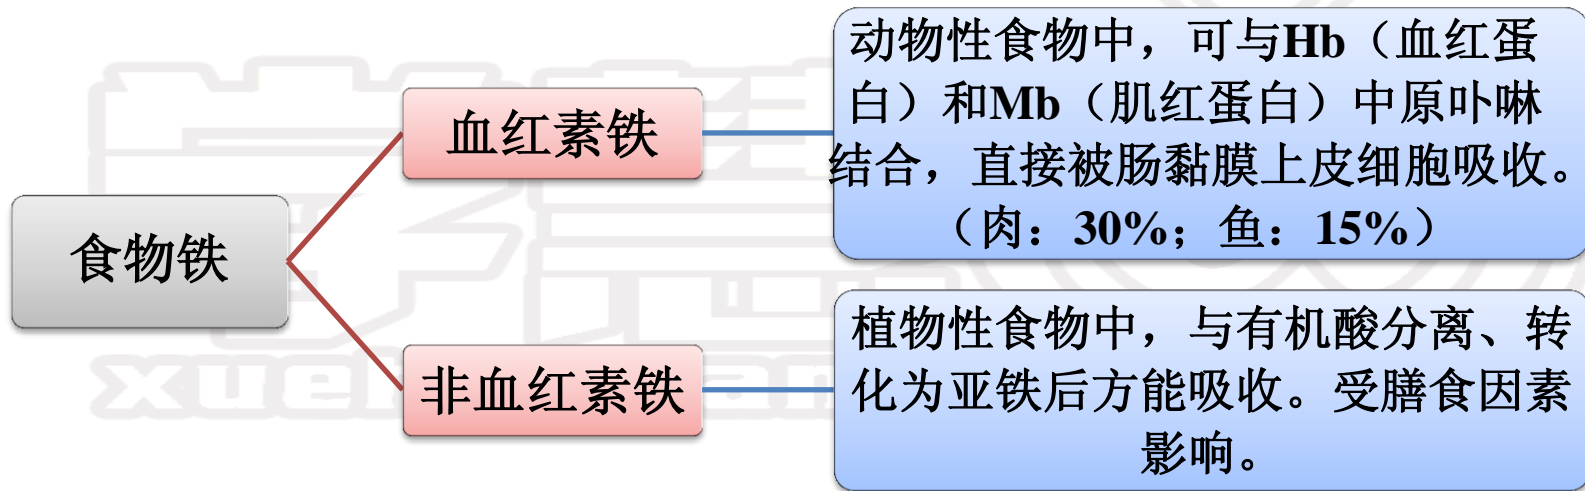 食物铁
血红素铁
动物性食物中，可与Hb（血红蛋
白）和Mb（肌红蛋白）中原卟啉
结合，直接被肠黏膜上皮细胞吸收。
（肉：30%；鱼：15%）
非血红素铁
植物性食物中，与有机酸分离、转
化为亚铁后方能吸收。受膳食因素
影响。